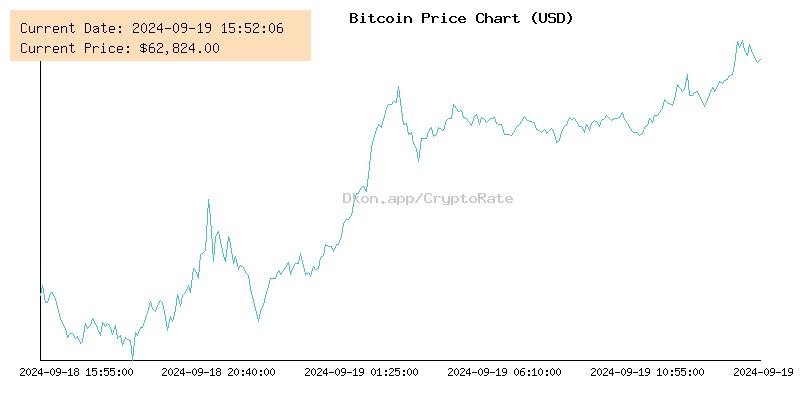 Bitcoin Price Chart (USD)
Current Date: 2024-09-19 15:52:06
Current Price: $62,824.00
Dkon.app/CryptoRate
2024-09-18 15:55:00 2024-09-18 20:40:00 2024-09-19 01:25:00 2024-09-19 06:10:00 2024-09-19 10:55:00 2024-09-19